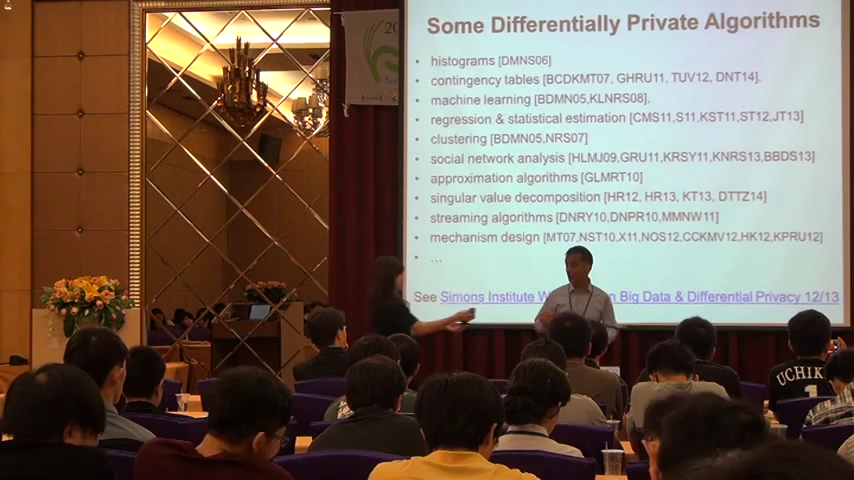 20
Some Differentially Private Algorithms
• histograms [DMNS06]
• contingency tables [BCDKMT07, GHRU11, TUV12, DNT14],
• machine learning [BDMN05,KLNRS08],
• regression & statistical estimation [CMS11,S11,KST11,ST12,JT13]
• clustering [BDMN05,NRS07]
• social network analysis [HLMJ09,GRU11,KRSY11,KNRS13,BBDS13]
• approximation algorithms [GLMRT10]
• singular value decomposition [HR12, HR13, KT13, DTTZ14]
• streaming algorithms [DNRY10,DNPR10,MMNW11]
• mechanism design [MT07,NST10,X11,NOS12,CCKMV12,HK12,KPRU12]
• …
See Simons Institute W n Big Data & Differential Privacy 12/13
UCHIK
1